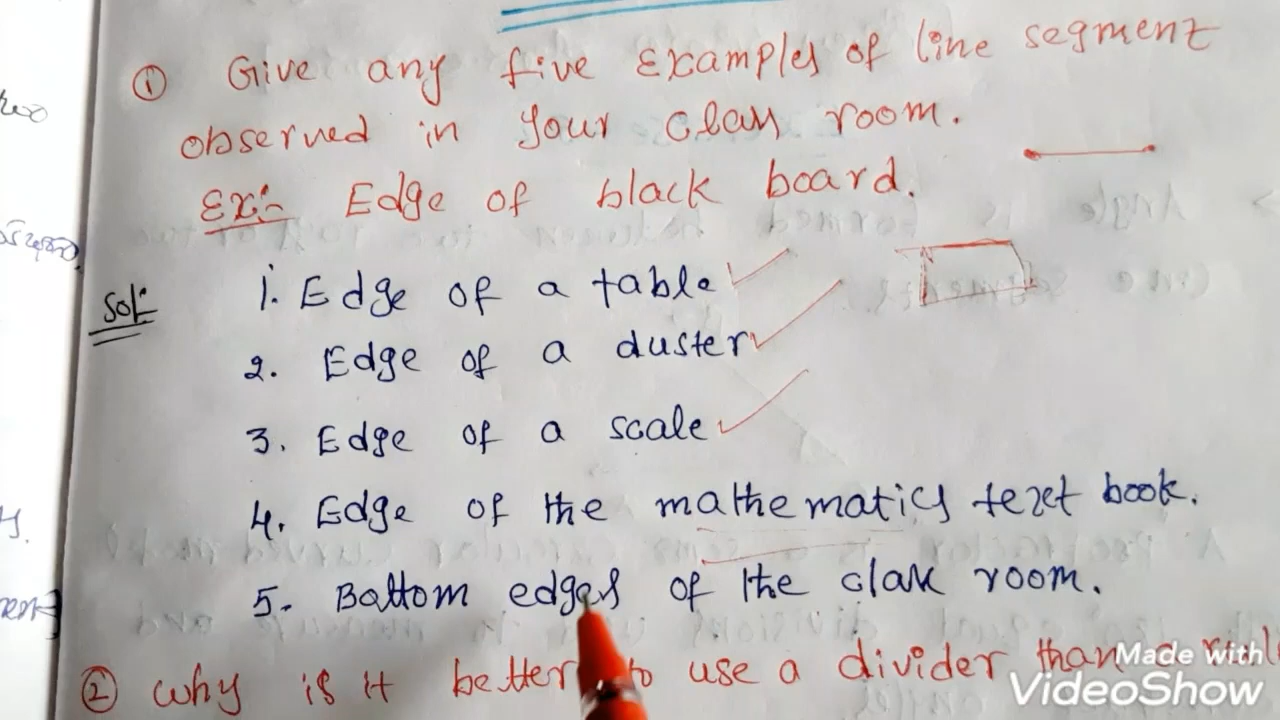 ① Give any five Examples of line segment
observed in your class room.
Ex:- Edge of black board.
Sol:
1. Edge of a table
2. Edge of a duster
3. Edge of a scale
4. Edge of the mathematics text book.
5. Bottom edges of the class room.
② Why is it better to use a divider than a
Made with
VideoShow